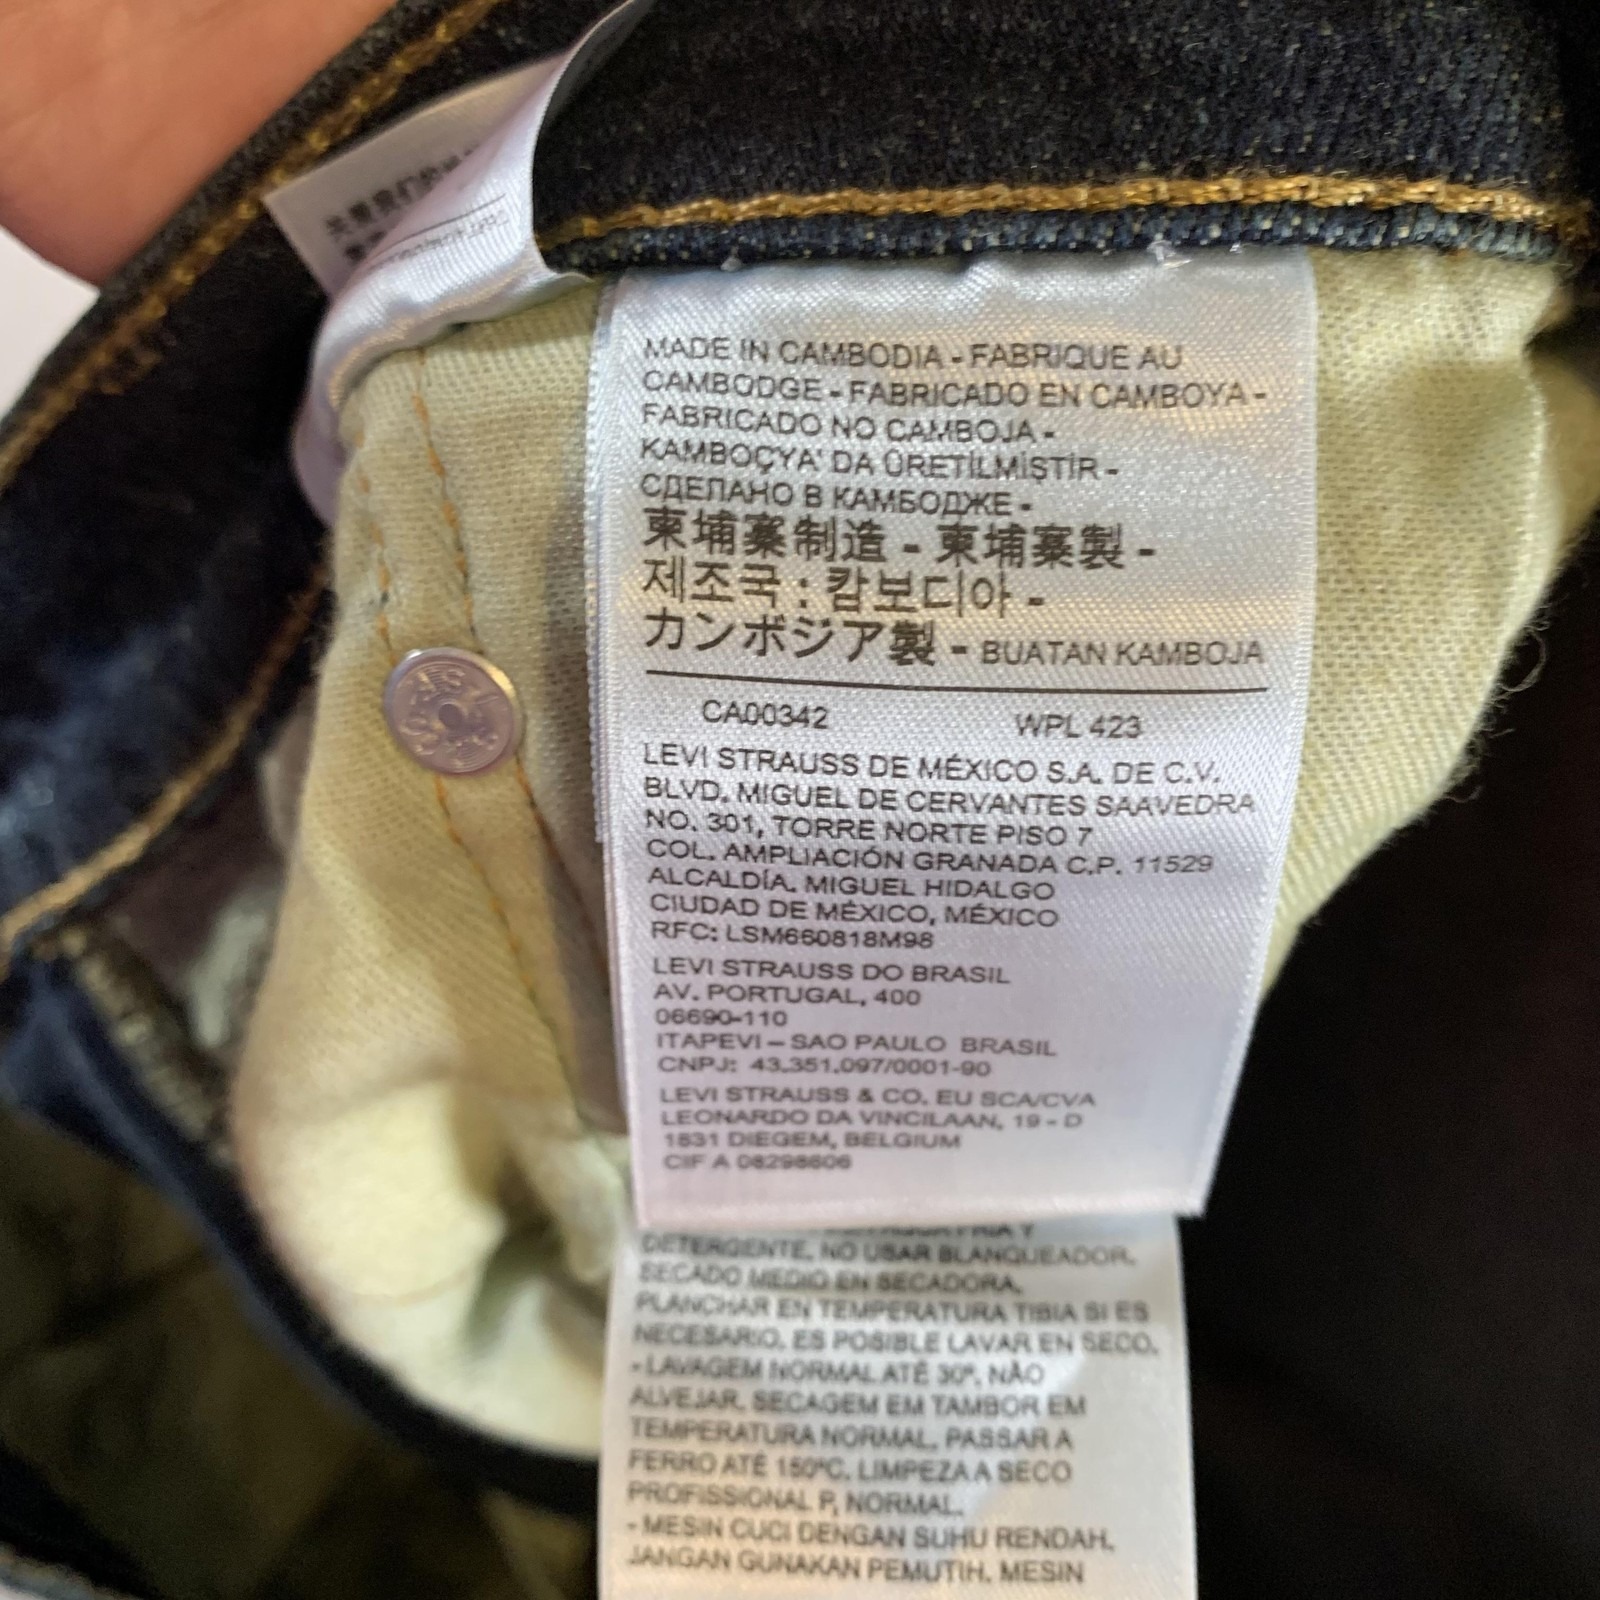 MADE IN CAMBODIA - FABRIQUE AU
CAMBODGE - FABRICADO EN CAMBOYA -
FABRICADO NO CAMBOJA -
KAMBOÇYA' DA ÜRETİLMİŞTİR -
СДЕЛАНО В КАМБОДЖЕ -
柬埔寨制造 - 柬埔寨製 -
제조국 : 캄보디아 -
カンボジア製 - BUATAN KAMBOJA
CA00342 WPL 423
LEVI STRAUSS DE MÉXICO S.A. DE C.V.
BLVD. MIGUEL DE CERVANTES SAAVEDRA
NO. 301, TORRE NORTE PISO 7
COL. AMPLIACIÓN GRANADA C.P. 11529
ALCALDÍA. MIGUEL HIDALGO
CIUDAD DE MÉXICO, MÉXICO
RFC: LSM660818M98
LEVI STRAUSS DO BRASIL
AV. PORTUGAL, 400
06690-110
ITAPEVI – SAO PAULO BRASIL
CNPJ: 43.351.097/0001-90
LEVI STRAUSS & CO. EU SCA/CVA
LEONARDO DA VINCILAAN, 19 - D
1831 DIEGEM, BELGIUM
CIF A 08298606
FRIA Y
DETERGENTE. NO USAR BLANQUEADOR.
SECADO MEDIO EN SECADORA.
PLANCHAR EN TEMPERATURA TIBIA SI ES
NECESARIO. ES POSIBLE LAVAR EN SECO.
- LAVAGEM NORMAL ATÉ 30º. NÃO
ALVEJAR. SECAGEM EM TAMBOR EM
TEMPERATURA NORMAL. PASSAR A
FERRO ATÉ 150ºC. LIMPEZA A SECO
PROFISSIONAL P, NORMAL.
- MESIN CUCI DENGAN SUHU RENDAH.
JANGAN GUNAKAN PEMUTIH. MESIN